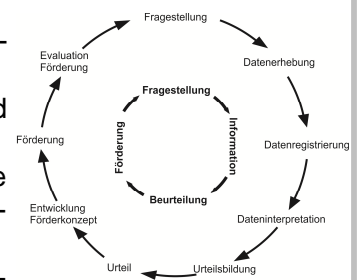 Fragestellung
Datenerhebung
Datenregistrierung
Dateninterpretation
Urteilsbildung
Urteil
Entwicklung
Förderkonzept
Förderung
Evaluation
Förderung
Fragestellung
Information
Beurteilung
Förderung